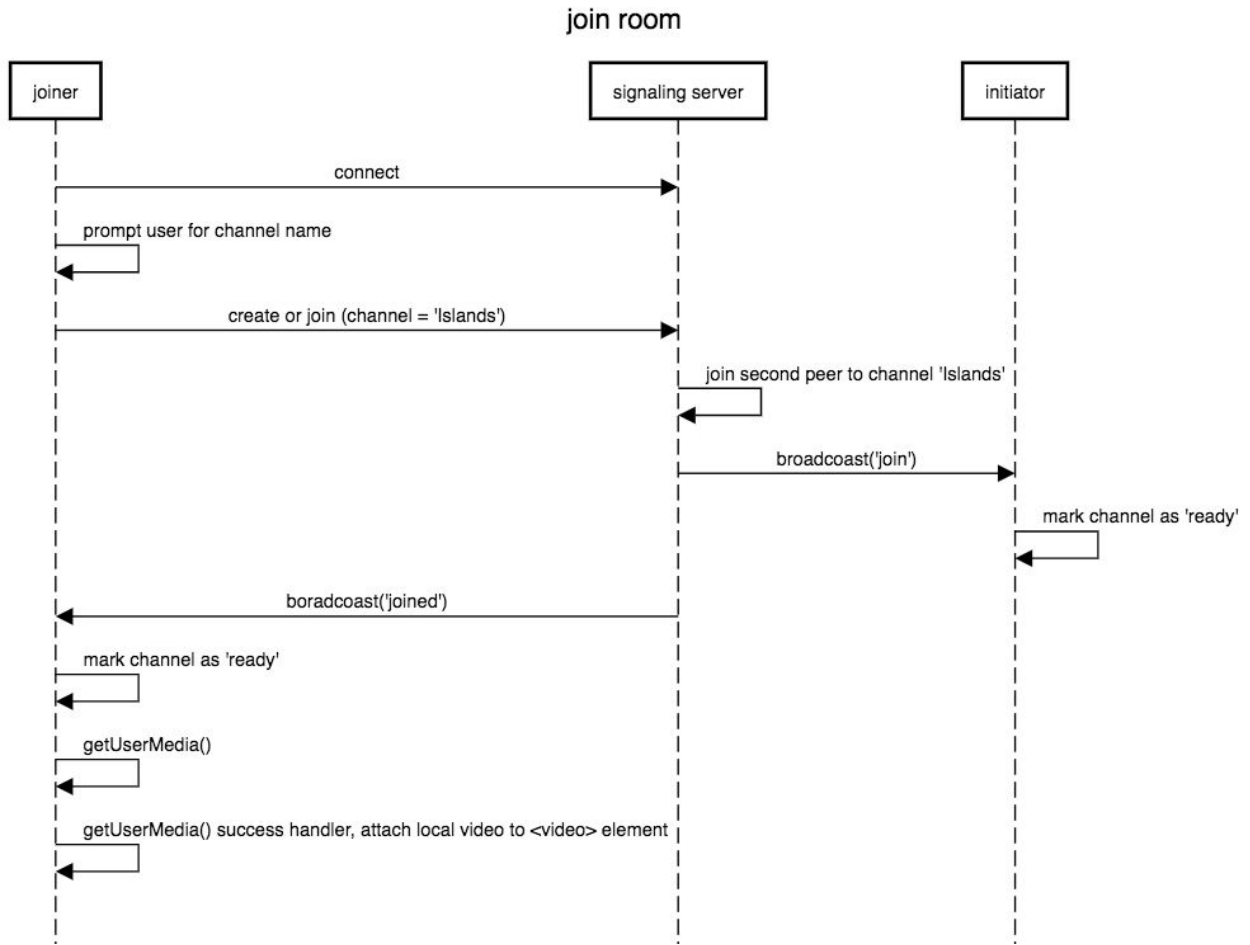 join room
joiner
signaling server
initiator
connect
prompt user for channel name
create or join (channel = 'Islands')
join second peer to channel 'Islands'
broadcoast('join')
mark channel as 'ready'
boradcoast('joined')
mark channel as 'ready'
getUserMedia()
getUserMedia() success handler, attach local video to <video> element